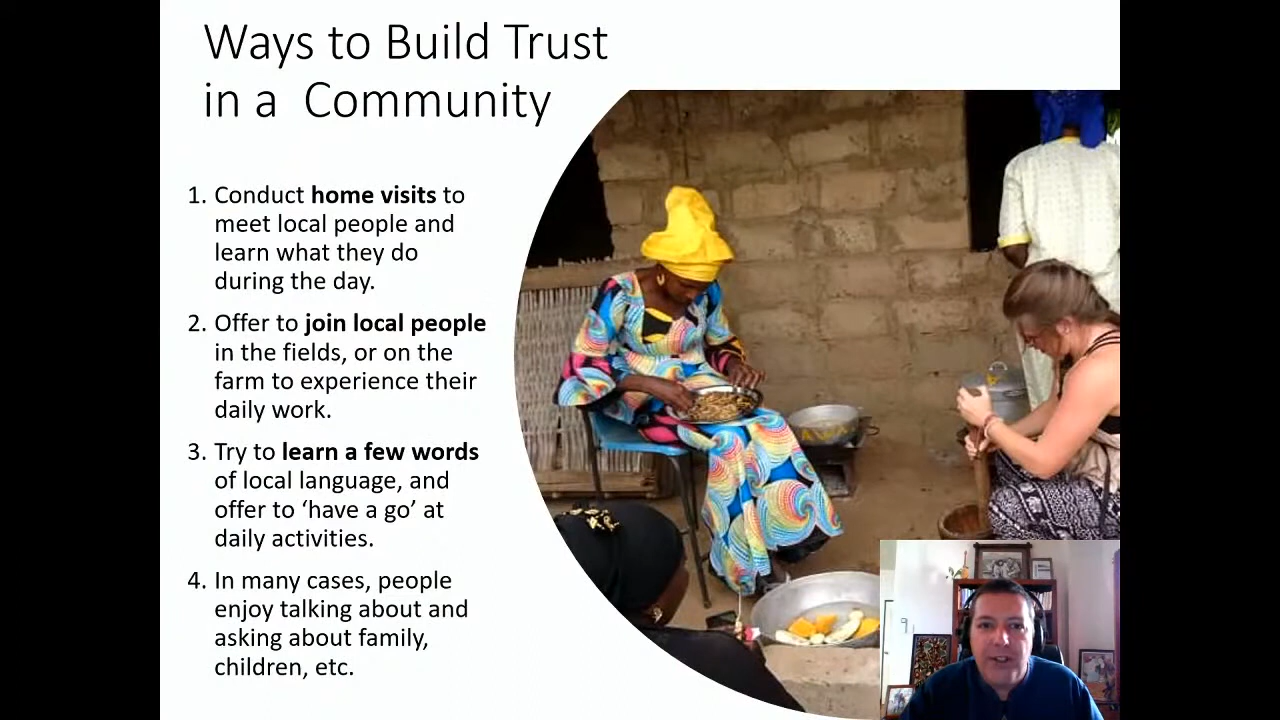 Ways to Build Trust
in a Community
1. Conduct home visits to
meet local people and
learn what they do
during the day.
2. Offer to join local people
in the fields, or on the
farm to experience their
daily work.
3. Try to learn a few words
of local language, and
offer to ‘have a go’ at
daily activities.
4. In many cases, people
enjoy talking about and
asking about family,
children, etc.